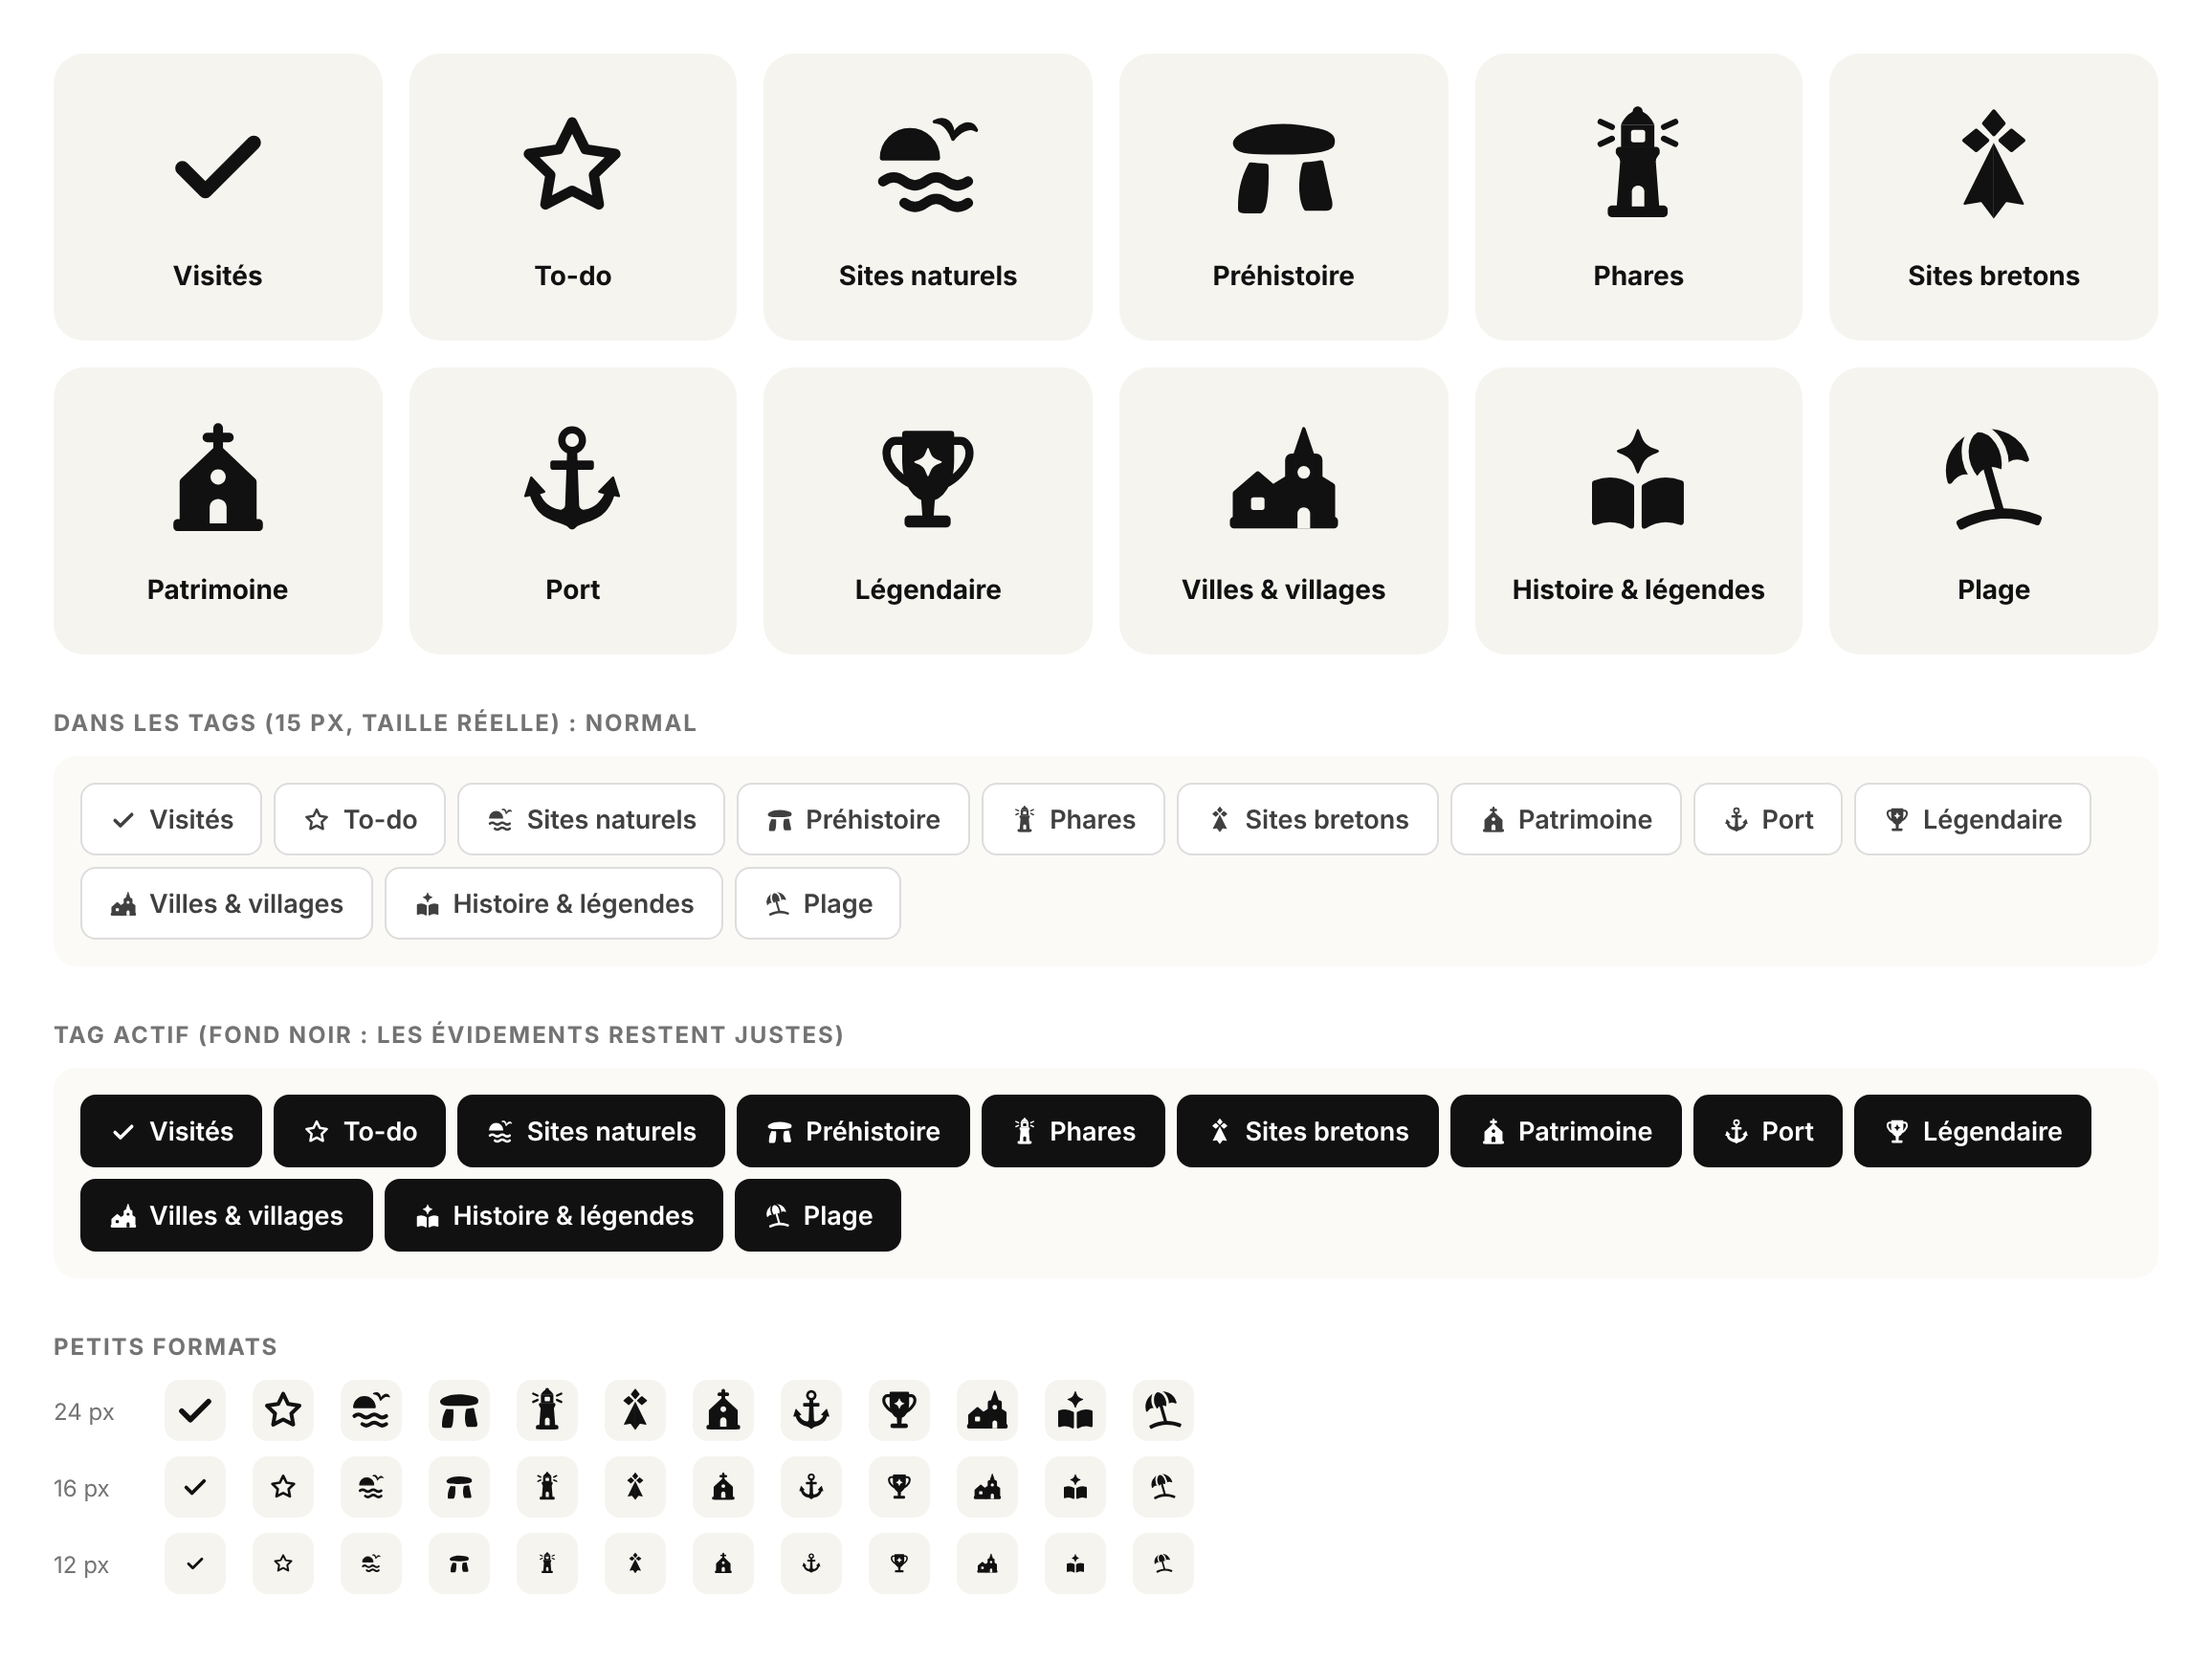 Visités
To-do
Sites naturels
Préhistoire
Phares
Sites bretons
Patrimoine
Port
Légendaire
Villes & villages
Histoire & légendes
Plage
DANS LES TAGS (15 PX, TAILLE RÉELLE) : NORMAL
Visités
To-do
Sites naturels
Préhistoire
Phares
Sites bretons
Patrimoine
Port
Légendaire
Villes & villages
Histoire & légendes
Plage
TAG ACTIF (FOND NOIR : LES ÉVIDEMENTS RESTENT JUSTES)
Visités
To-do
Sites naturels
Préhistoire
Phares
Sites bretons
Patrimoine
Port
Légendaire
Villes & villages
Histoire & légendes
Plage
PETITS FORMATS
24 px
16 px
12 px